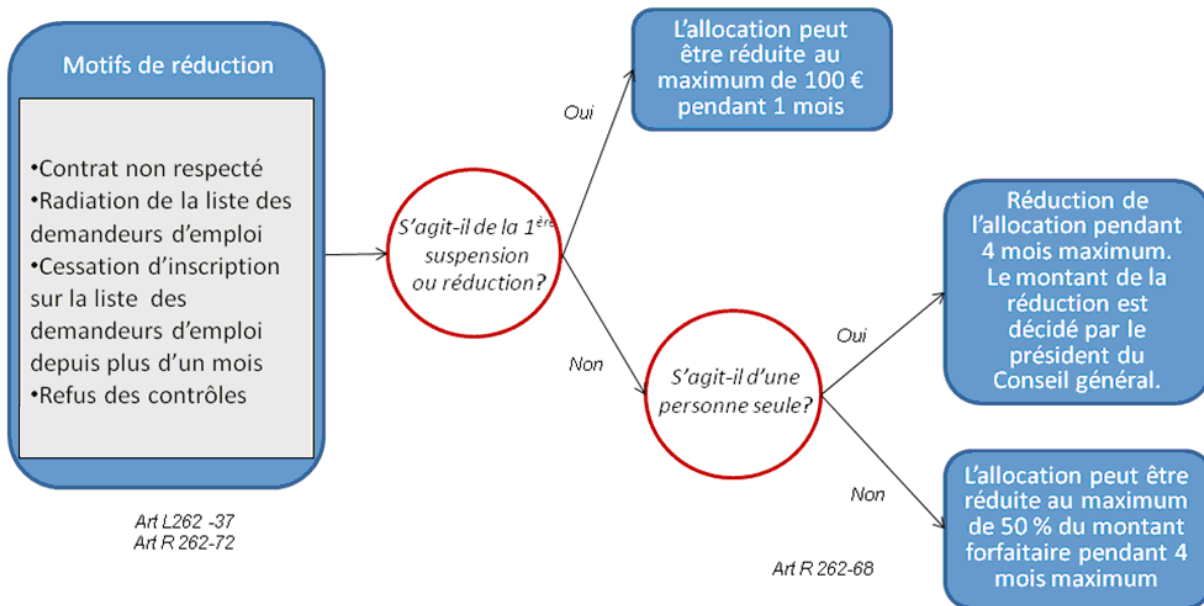 Motifs de réduction
•Contrat non respecté
•Radiation de la liste des
demandeurs d'emploi
•Cessation d'inscription
sur la liste des
demandeurs d'emploi
depuis plus d'un mois
•Refus des contrôles
Art L262 -37
Art R 262-72
S'agit-il de la 1ère
suspension
ou réduction?
Oui
L'allocation peut
être réduite au
maximum de 100 €
pendant 1 mois
Non
S'agit-il d'une
personne seule?
Oui
Réduction de
l'allocation pendant
4 mois maximum.
Le montant de la
réduction est
décidé par le
président du
Conseil général.
Non
L'allocation peut être
réduite au maximum
de 50 % du montant
forfaitaire pendant 4
mois maximum
Art R 262-68